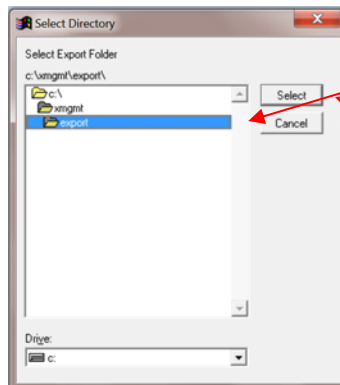 Select Directory
Select Export Folder
c:\xmgmt\export\
c:\
xmgmt
export
Select
Cancel
Drive:
c: